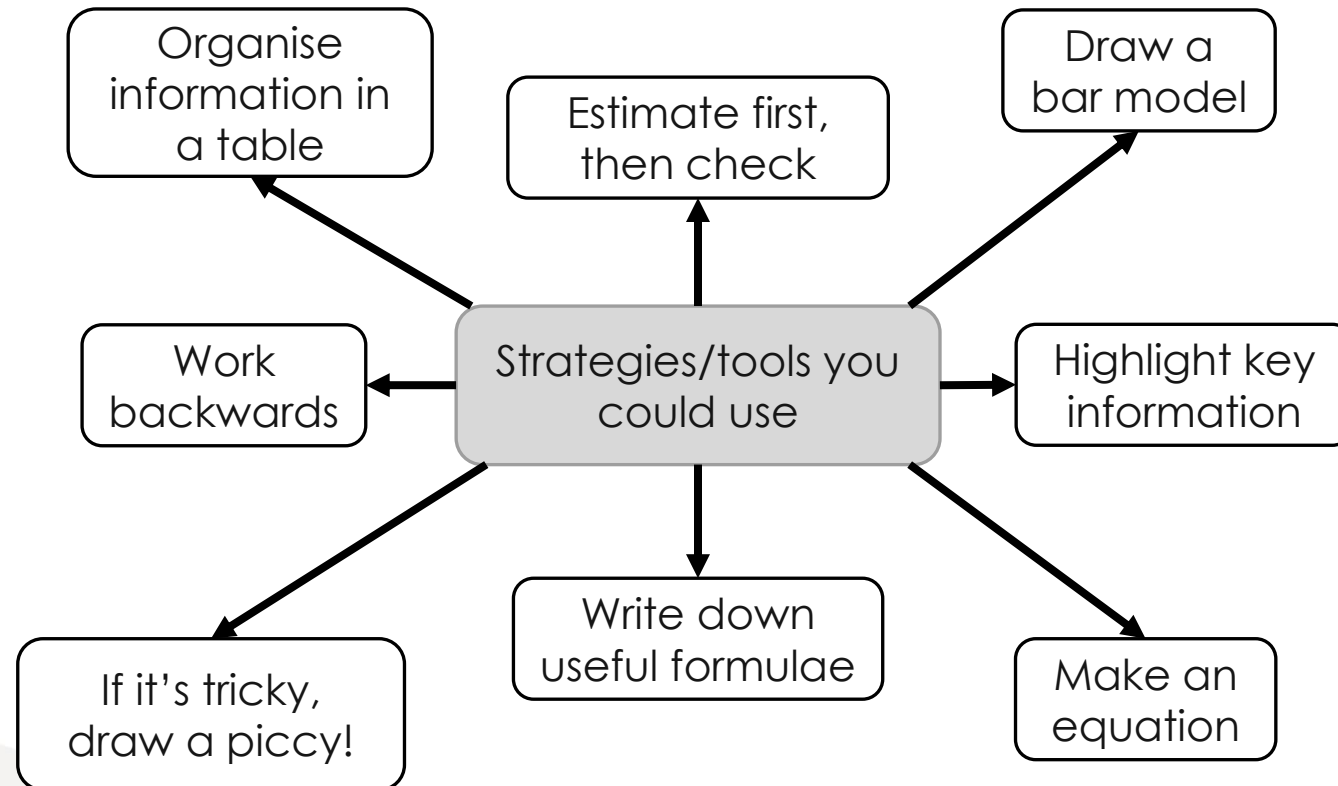 Organise
information in
a table
Estimate first,
then check
Draw a
bar model
Work
backwards
Strategies/tools you
could use
Highlight key
information
If it's tricky,
draw a piccy!
Write down
useful formulae
Make an
equation